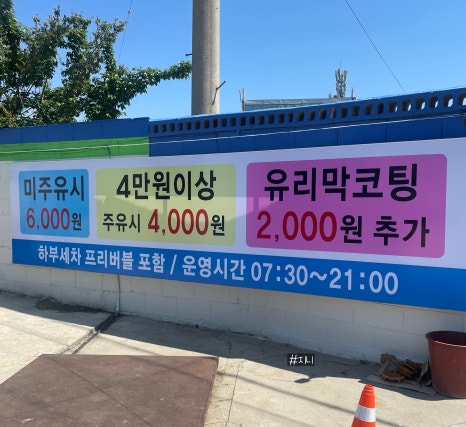 미주유시
6,000원
4만원이상
주유시 4,000원
유리막코팅
2,000원 추가
하부세차 프리버블 포함 / 운영시간 07:30~21:00
#지니